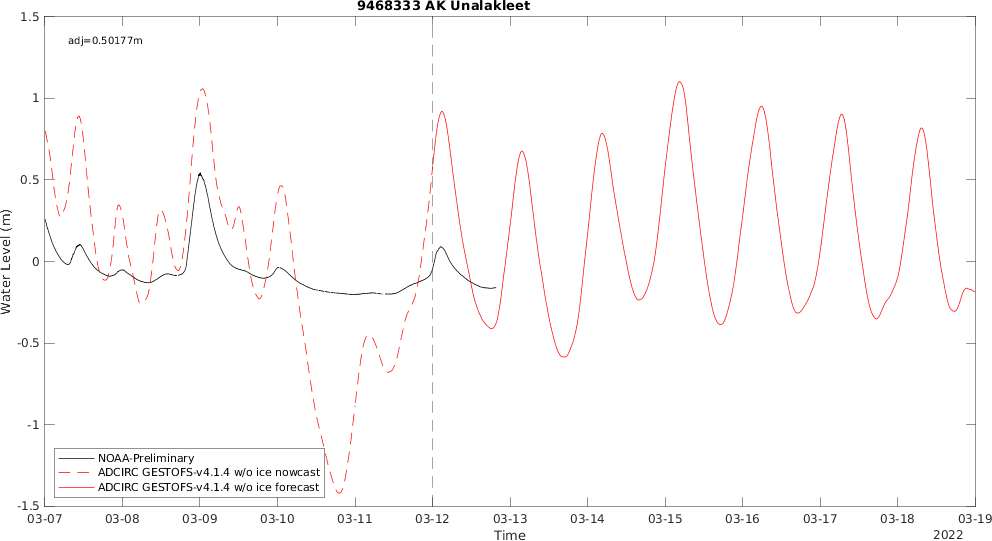 9468333 AK Unalakleet
adj=0.50177m
1.5
1
0.5
0
-0.5
-1
-1.5
Water Level (m)
NOAA-Preliminary
ADCIRC GESTOFS-v4.1.4 w/o ice nowcast
ADCIRC GESTOFS-v4.1.4 w/o ice forecast
03-07 03-08 03-09 03-10 03-11 03-12 03-13 03-14 03-15 03-16 03-17 03-18 03-19
Time
2022